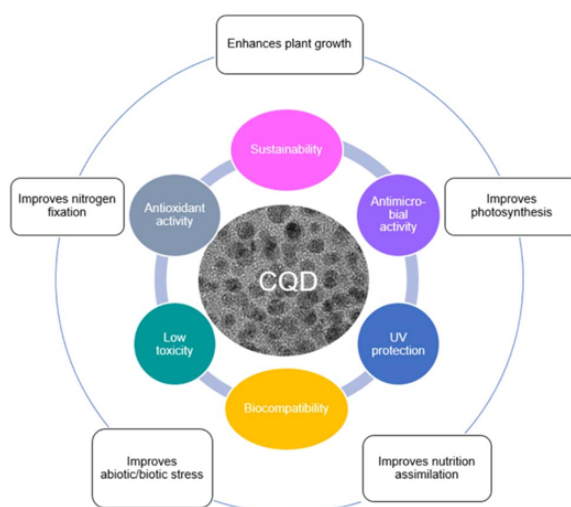 Enhances plant growth
Sustainability
Improves nitrogen
fixation
Antioxidant
activity
Antimicro-
bial
activity
Improves
photosynthesis
CQD
Low
toxicity
UV
protection
Biocompatibility
Improves
abiotic/biotic stress
Improves nutrition
assimilation